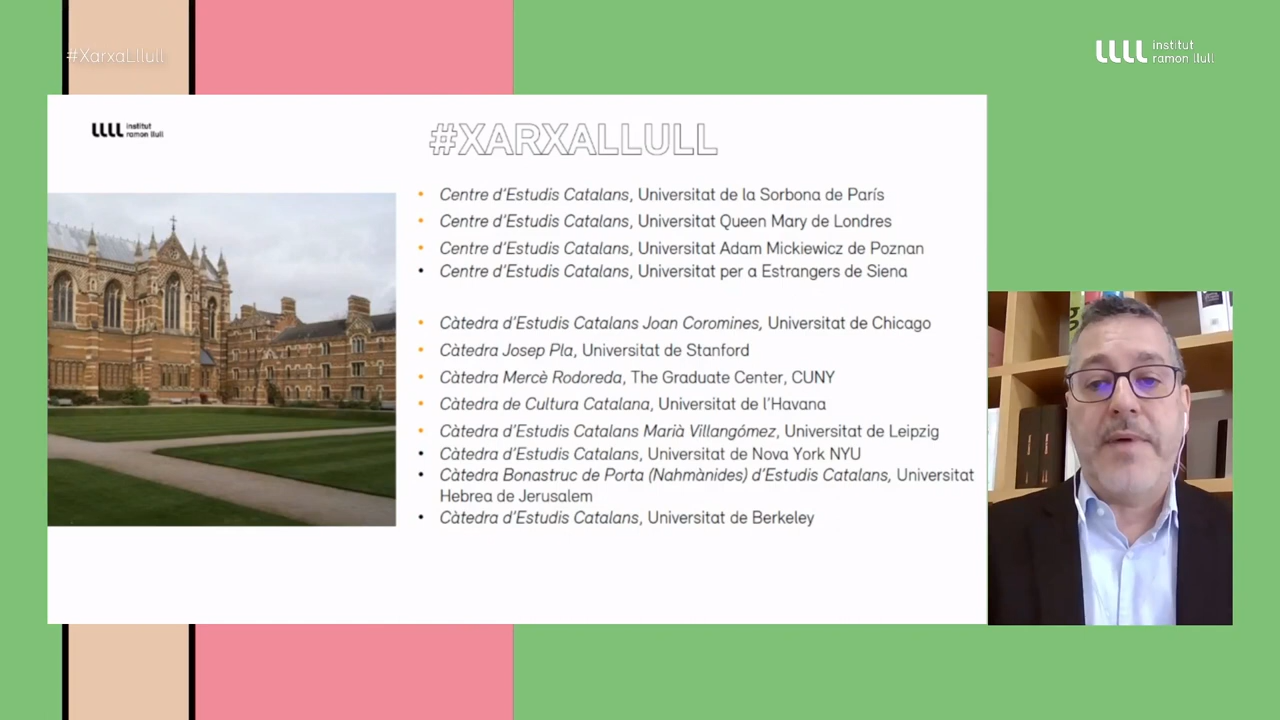 #XarxaLlull
LLLL institut
ramon llull
LLLL institut
ramon llull
#XARXALLULL
• Centre d'Estudis Catalans, Universitat de la Sorbona de París
• Centre d'Estudis Catalans, Universitat Queen Mary de Londres
• Centre d'Estudis Catalans, Universitat Adam Mickiewicz de Poznan
• Centre d'Estudis Catalans, Universitat per a Estrangers de Siena
• Càtedra d'Estudis Catalans Joan Coromines, Universitat de Chicago
• Càtedra Josep Pla, Universitat de Stanford
• Càtedra Mercè Rodoreda, The Graduate Center, CUNY
• Càtedra de Cultura Catalana, Universitat de l'Havana
• Càtedra d'Estudis Catalans Marià Villangómez, Universitat de Leipzig
• Càtedra d'Estudis Catalans, Universitat de Nova York NYU
• Càtedra Bonastruc de Porta (Nahmànides) d'Estudis Catalans, Universitat
Hebrea de Jerusalem
• Càtedra d'Estudis Catalans, Universitat de Berkeley